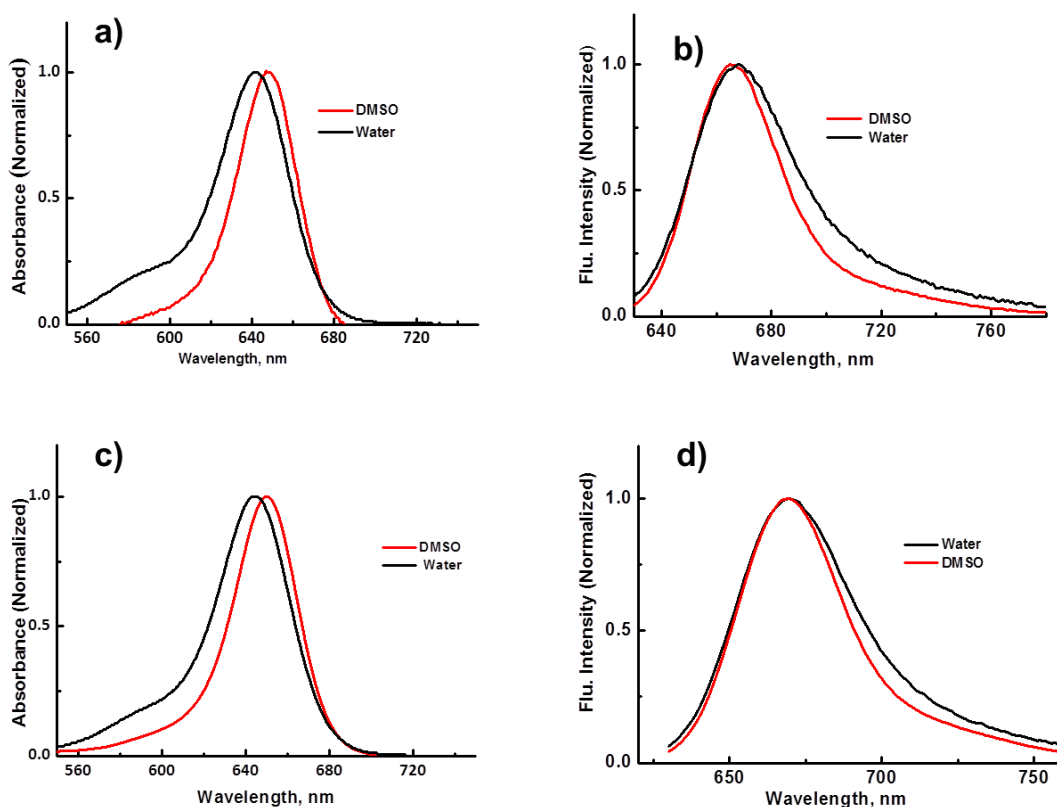 a)
Absorbance (Normalized)
1.0
0.5
0.0
DMSO
Water
560 600 640 680 720
Wavelength, nm
b)
Flu. Intensity (Normalized)
1.0
0.5
0.0
DMSO
Water
640 680 720 760
Wavelength, nm
c)
Absorbance (Normalized)
1.0
0.5
0.0
DMSO
Water
560 600 640 680 720
Wavelength, nm
d)
Flu. Intensity (Normalized)
1.0
0.5
0.0
Water
DMSO
650 700 750
Wavelength, nm